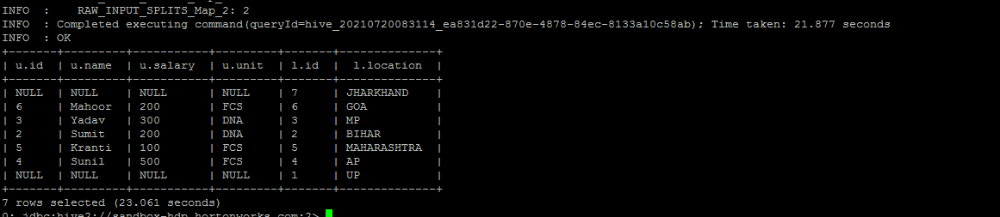 INFO  :     RAW_INPUT_SPLITS_Map_2: 2
INFO  : Completed executing command(queryId=hive_20210720083114_ea831d22-870e-4878-84ec-8133a10c58ab); Time taken: 21.877 seconds
INFO  : OK
+-------+---------+-----------+---------+-------+--------------+
| u.id  | u.name  | u.salary  | u.unit  | l.id  |  l.location  |
+-------+---------+-----------+---------+-------+--------------+
| NULL  | NULL    | NULL      | NULL    | 7     | JHARKHAND    |
| 6     | Mahoor  | 200       | FCS     | 6     | GOA          |
| 3     | Yadav   | 300       | DNA     | 3     | MP           |
| 2     | Sumit   | 200       | DNA     | 2     | BIHAR        |
| 5     | Kranti  | 100       | FCS     | 5     | MAHARASHTRA  |
| 4     | Sunil   | 500       | FCS     | 4     | AP           |
| NULL  | NULL    | NULL      | NULL    | 1     | UP           |
+-------+---------+-----------+---------+-------+--------------+
7 rows selected (23.061 seconds)
0: jdbc:hive2://sandbox-hdp.hortonworks.com:2>